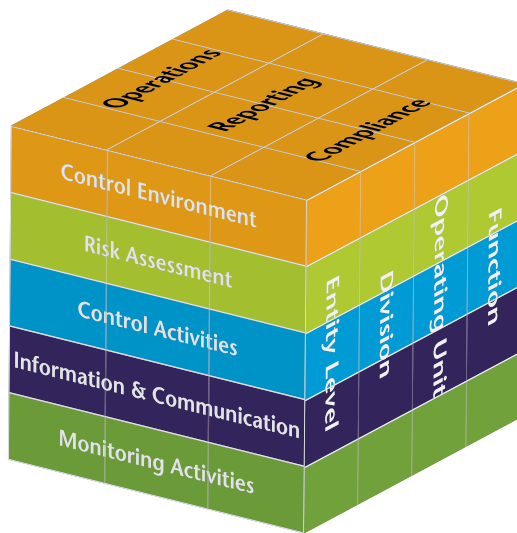 Operations
Reporting
Compliance
Control Environment
Risk Assessment
Control Activities
Information & Communication
Monitoring Activities
Entity Level
Division
Operating Unit
Function